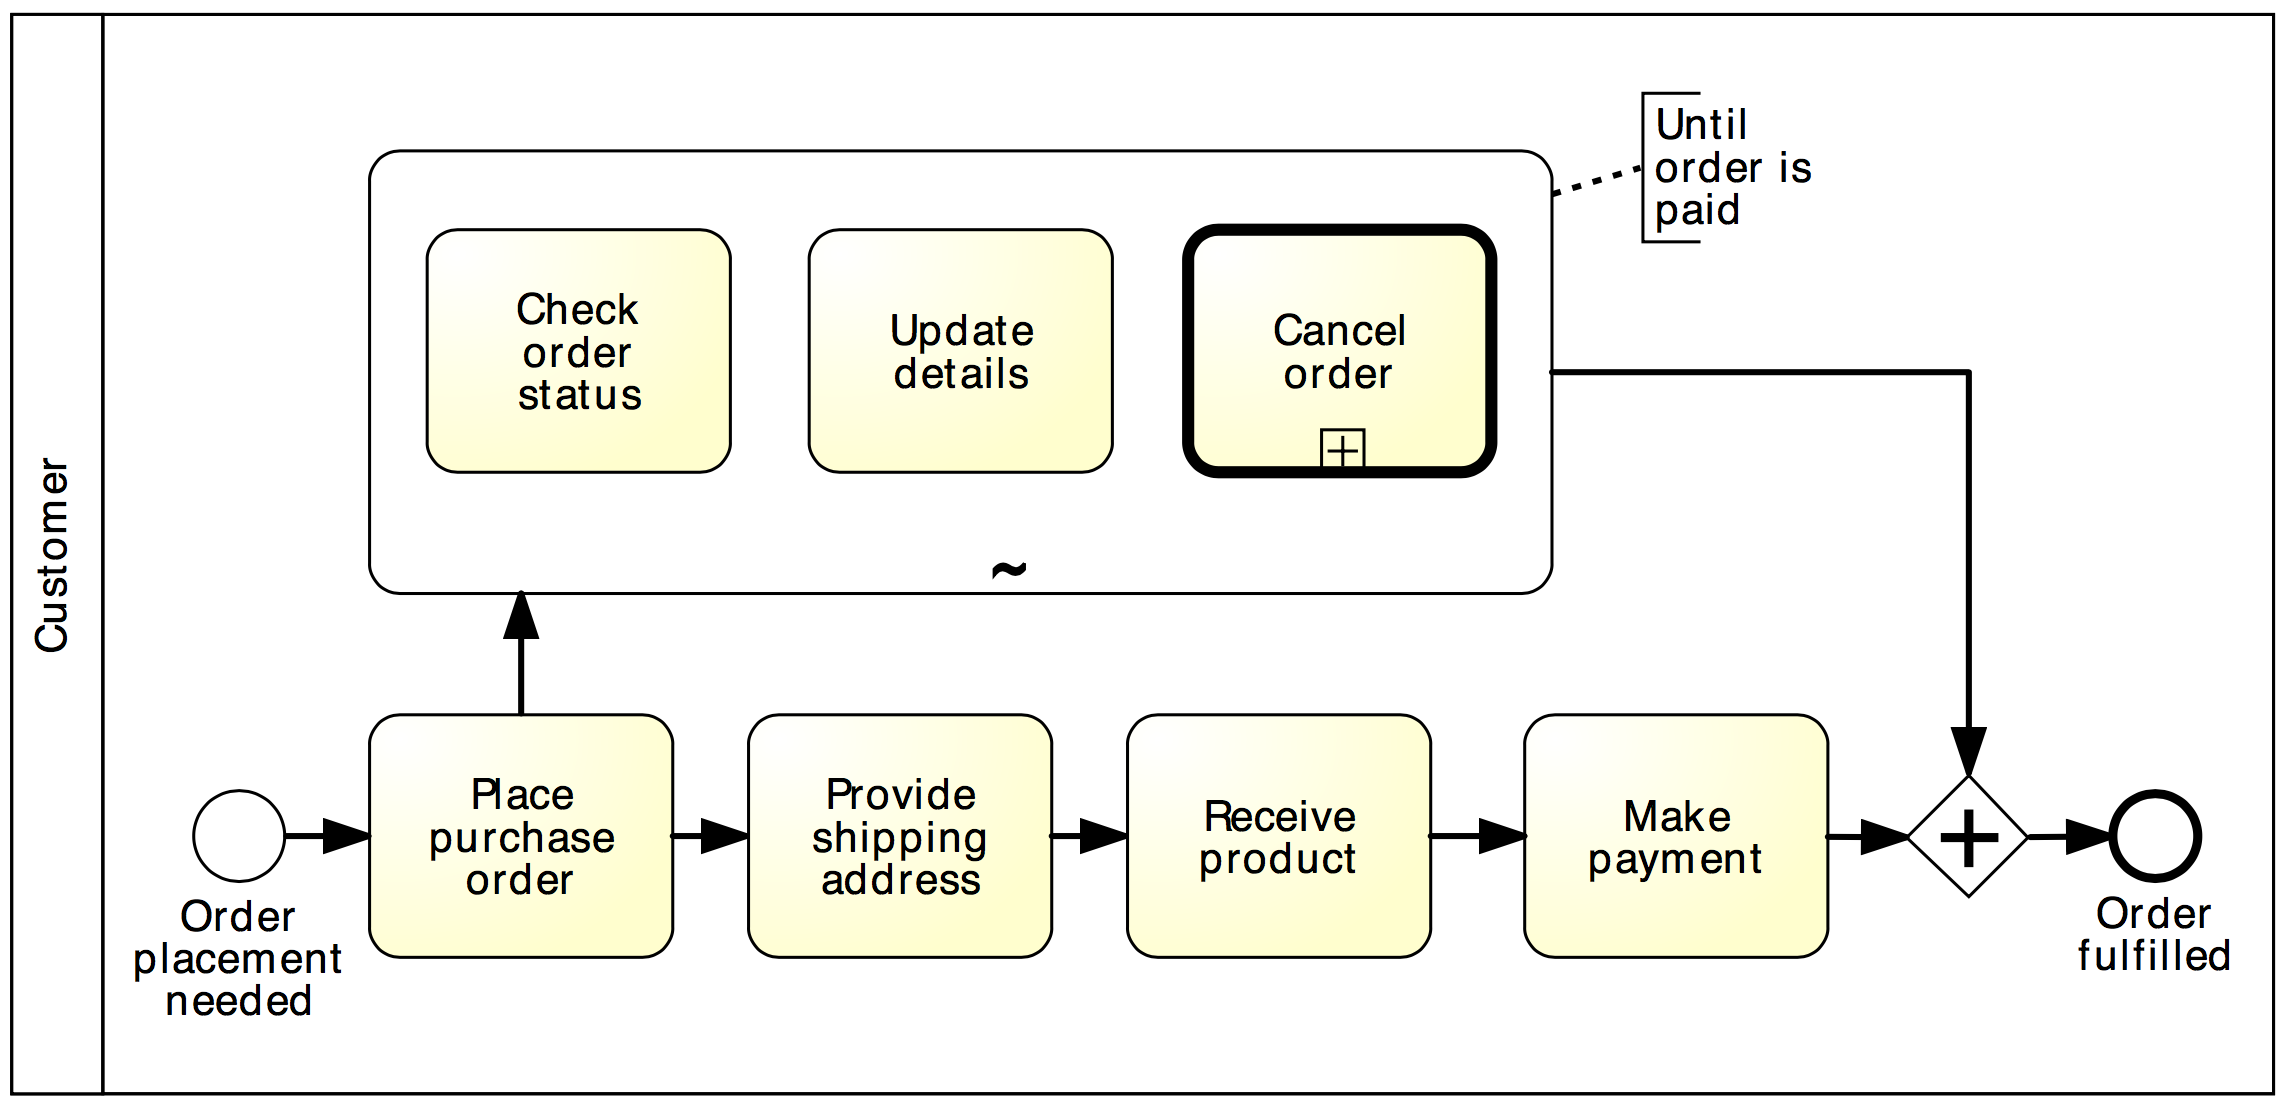 Customer
Until
order is
paid
Check
order
status
Update
details
Cancel
order
~
Place
purchase
order
Provide
shipping
address
Receive
product
Make
payment
Order
placement
needed
Order
fulfilled